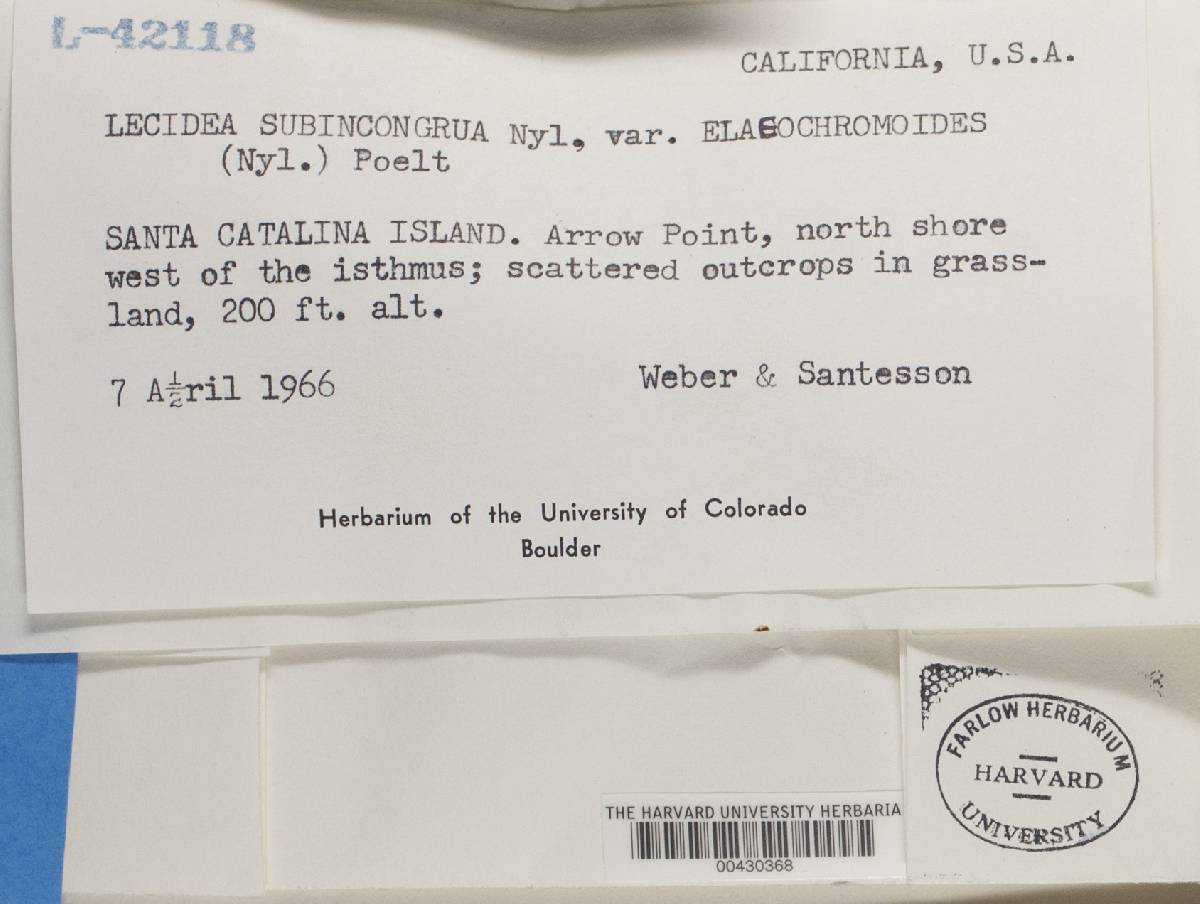 L-42118
CALIFORNIA, U.S.A.
LECIDEA SUBINCONGRUA Nyl, var. ELAEOCHROMOIDES
(Nyl.) Poelt
SANTA CATALINA ISLAND. Arrow Point, north shore
west of the isthmus; scattered outcrops in grass-
land, 200 ft. alt.
7 A½ril 1966
Weber & Santesson
Herbarium of the University of Colorado
Boulder
THE HARVARD UNIVERSITY HERBARIA
00430368
FARLOW HERBARIUM
HARVARD
UNIVERSITY